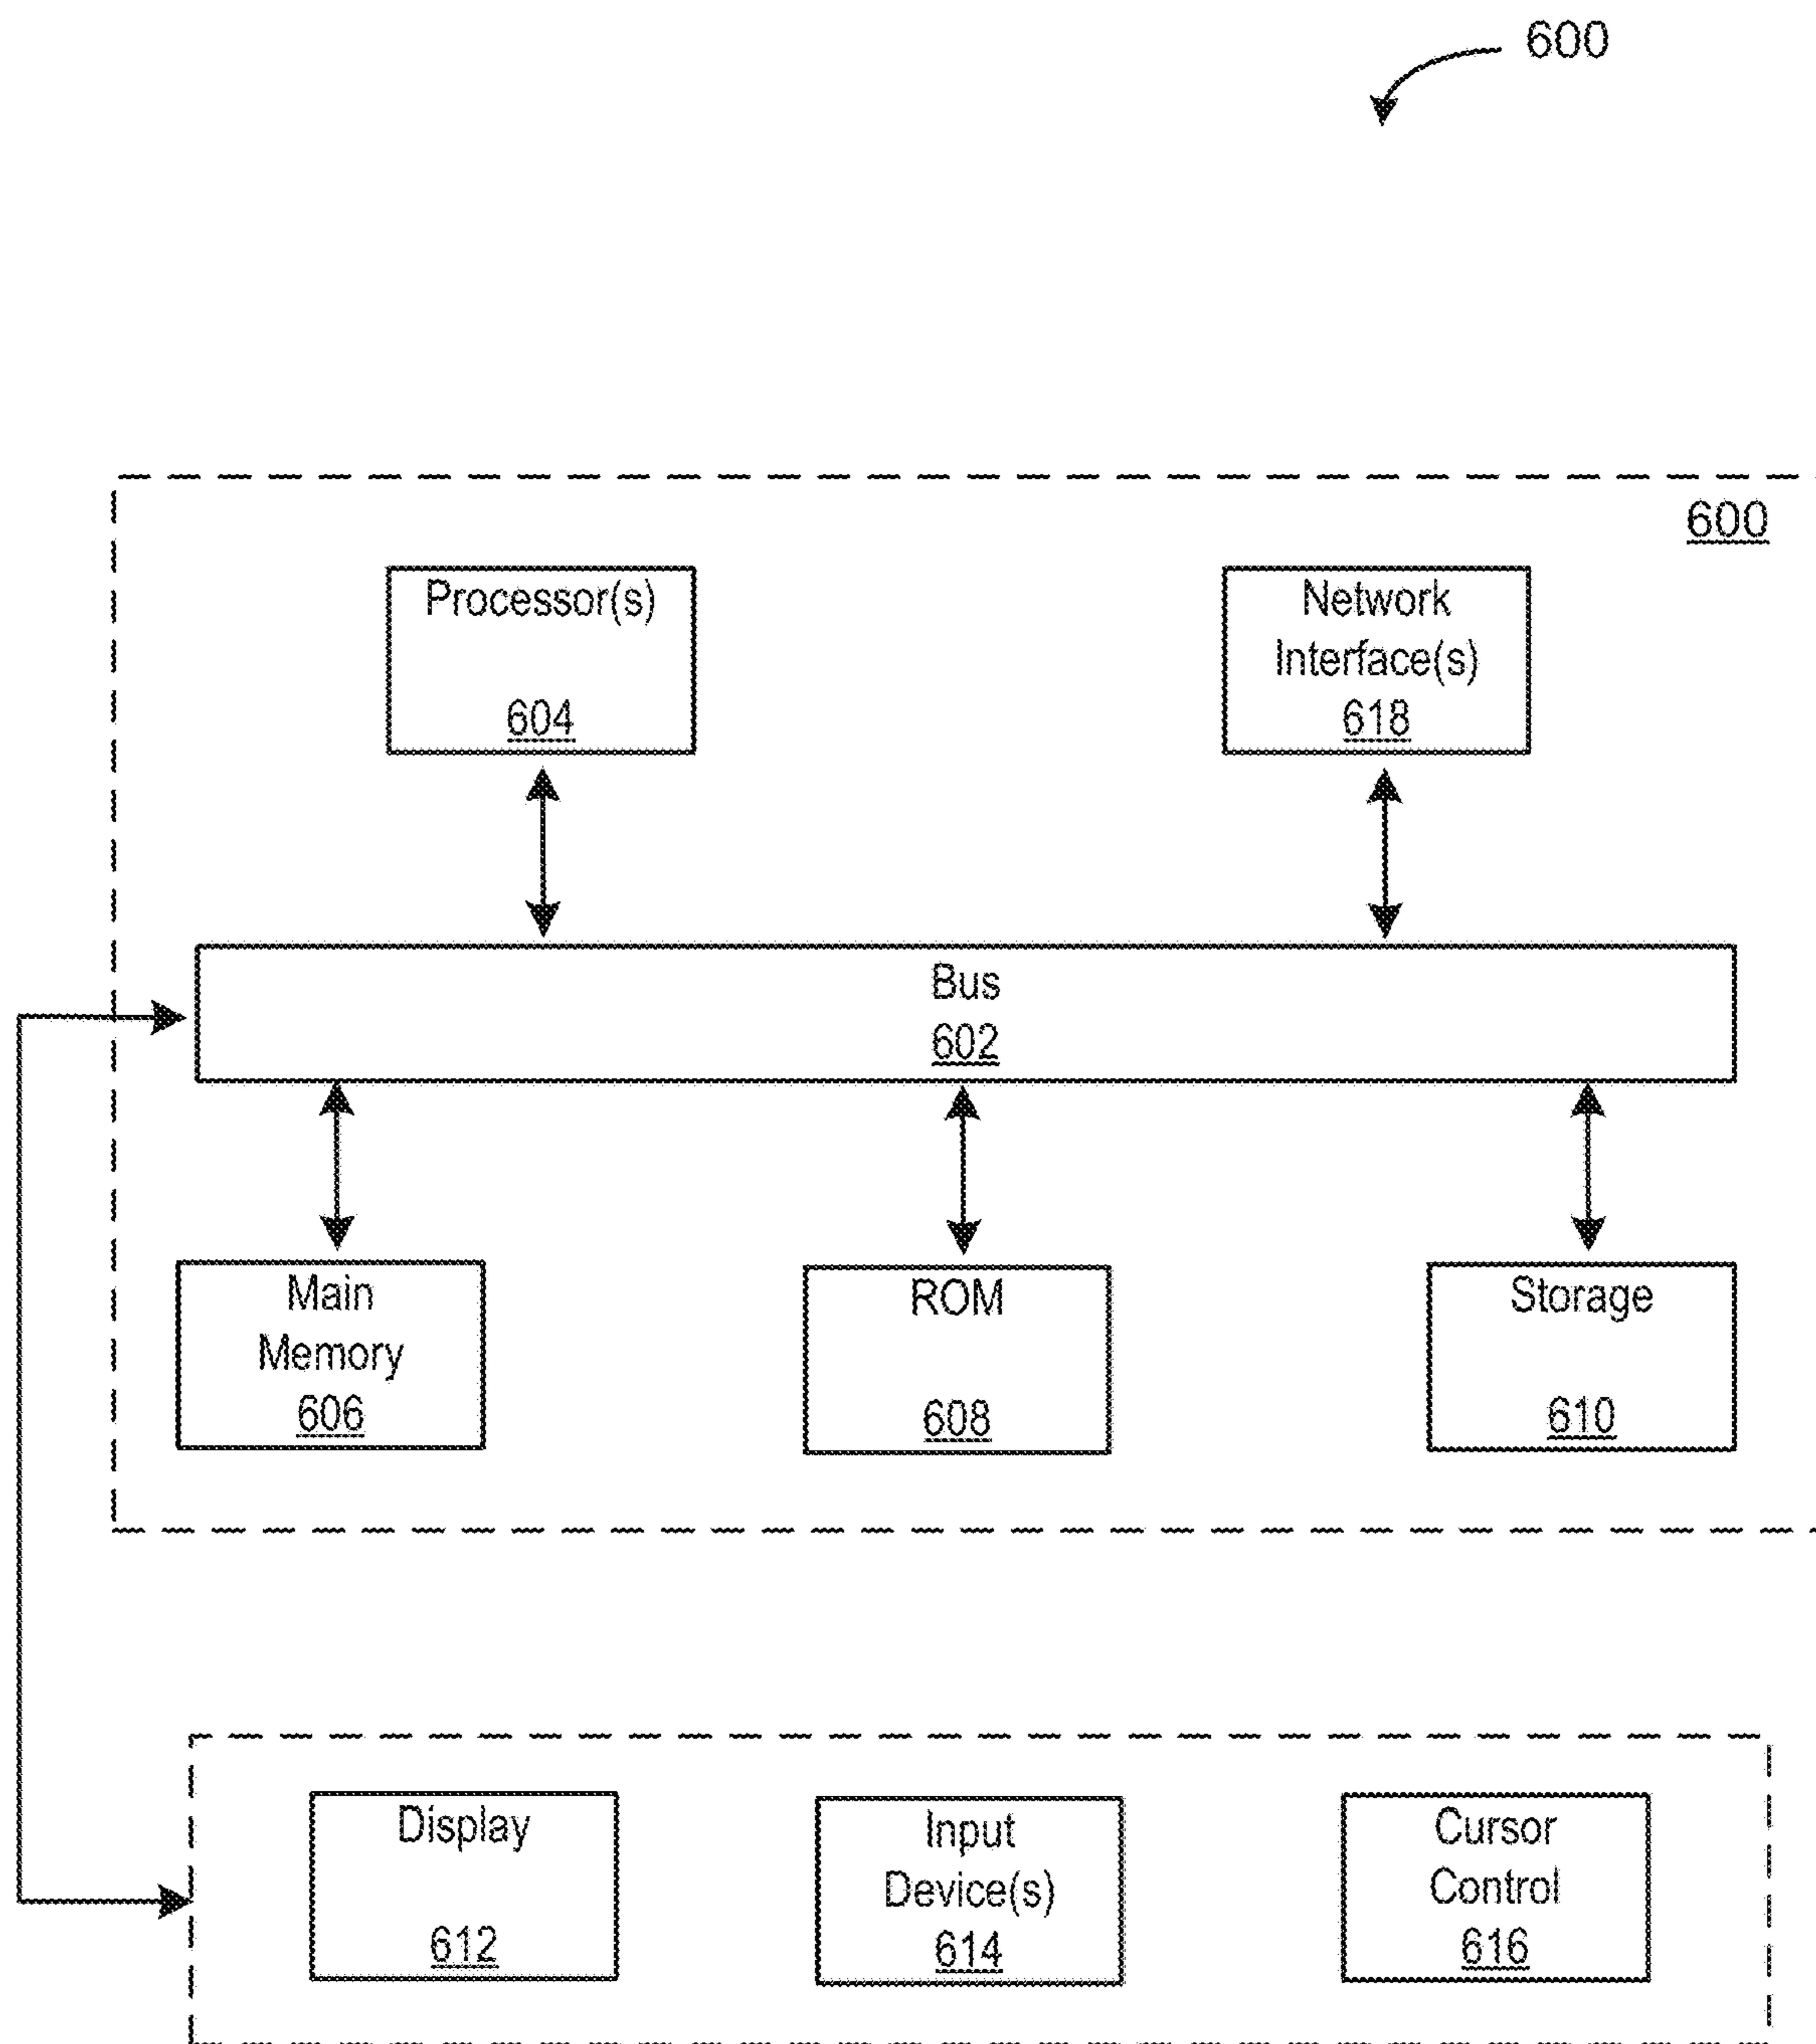 600
600
Processor(s)
604
Network
Interface(s)
618
Bus
602
Main
Memory
606
ROM
608
Storage
610
Display
612
Input
Device(s)
614
Cursor
Control
616